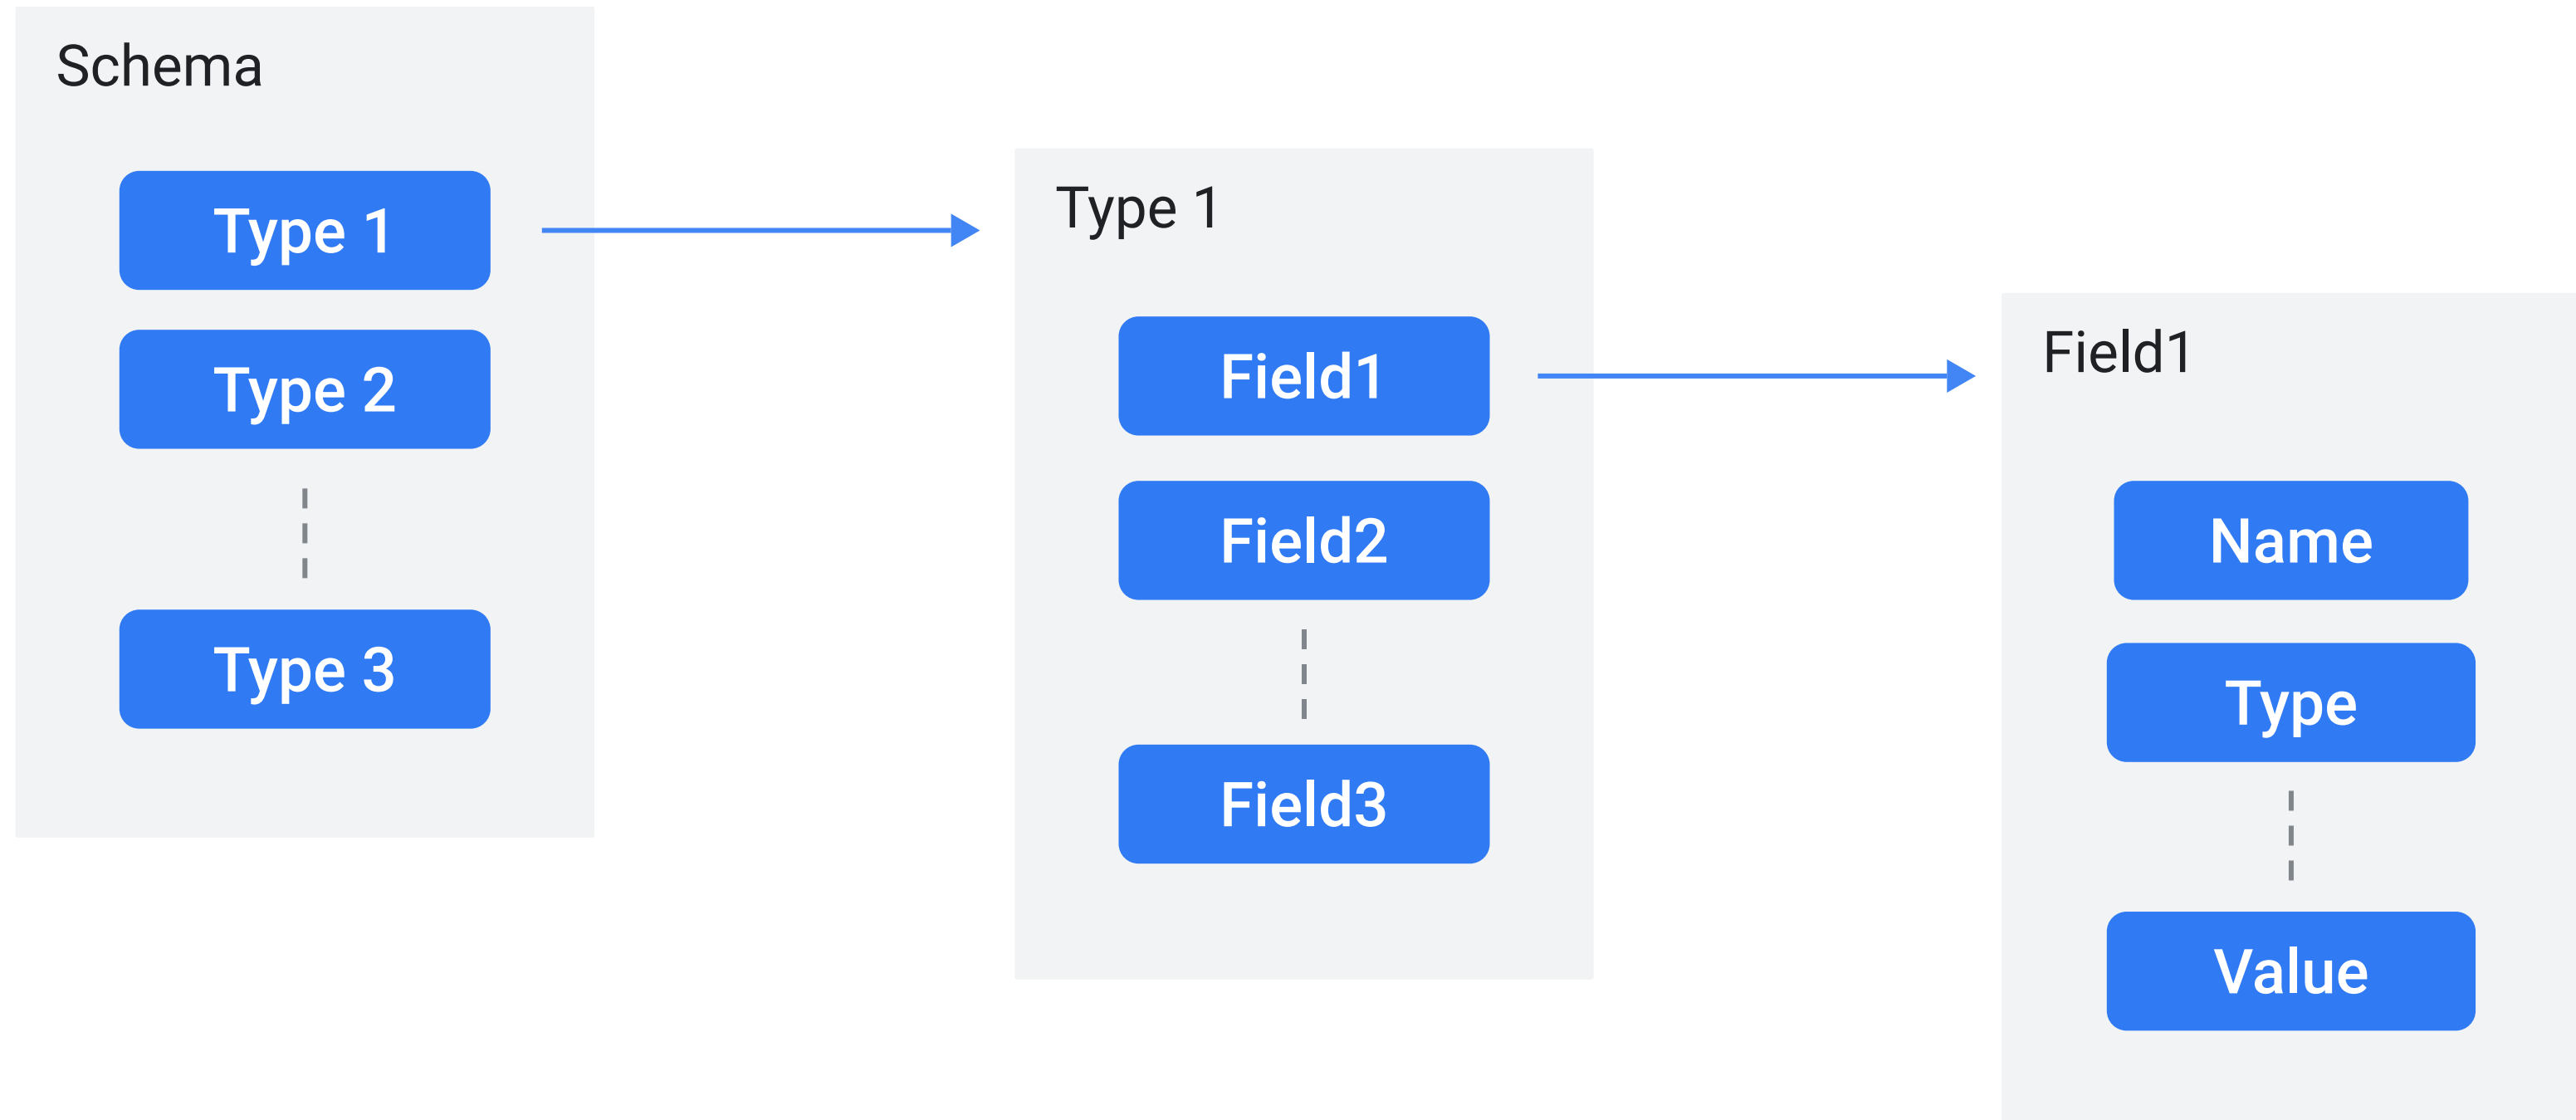 Schema
Type 1
Type 2
Type 3
Type 1
Field1
Field2
Field3
Field1
Name
Type
Value